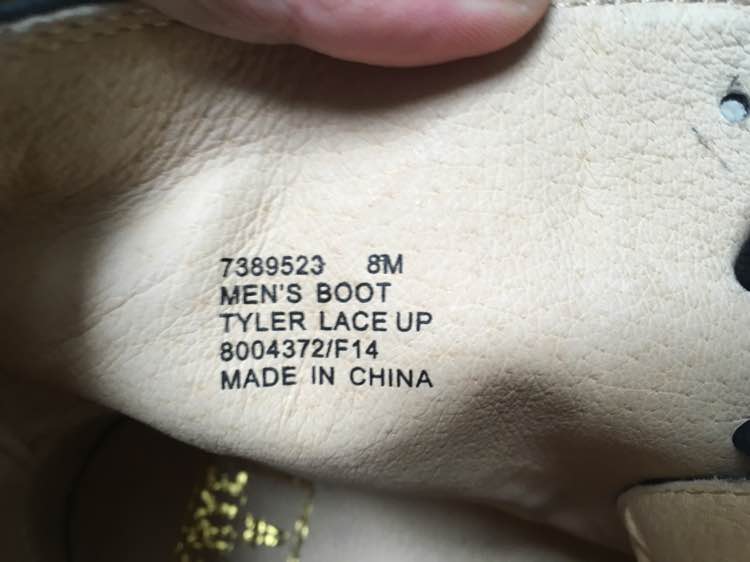 7389523 8M
MEN'S BOOT
TYLER LACE UP
8004372/F14
MADE IN CHINA